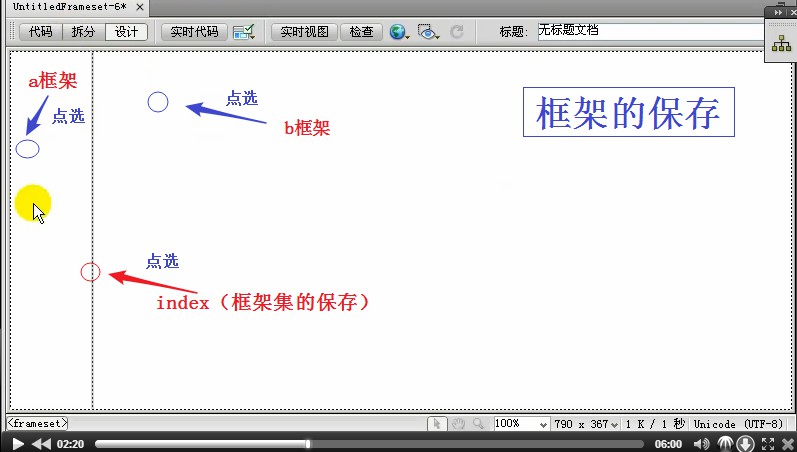 UntitledFrameset-6* ×
代码 拆分 设计 实时代码 实时视图 检查 标题: 无标题文档
a框架
点选
点选
b框架
框架的保存
点选
index（框架集的保存）
<frameset>
100% 790 x 367 1 K / 1 秒 Unicode (UTF-8)
02:20 06:00